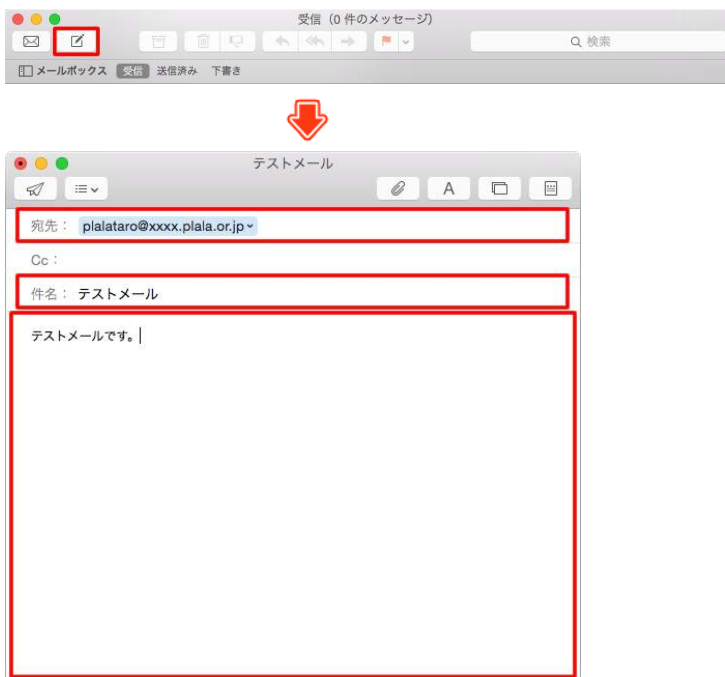 受信（0 件のメッセージ）
検索
メールボックス 受信 送信済み 下書き
テストメール
A
宛先： plalataro@xxxx.plala.or.jp
Cc：
件名： テストメール
テストメールです。